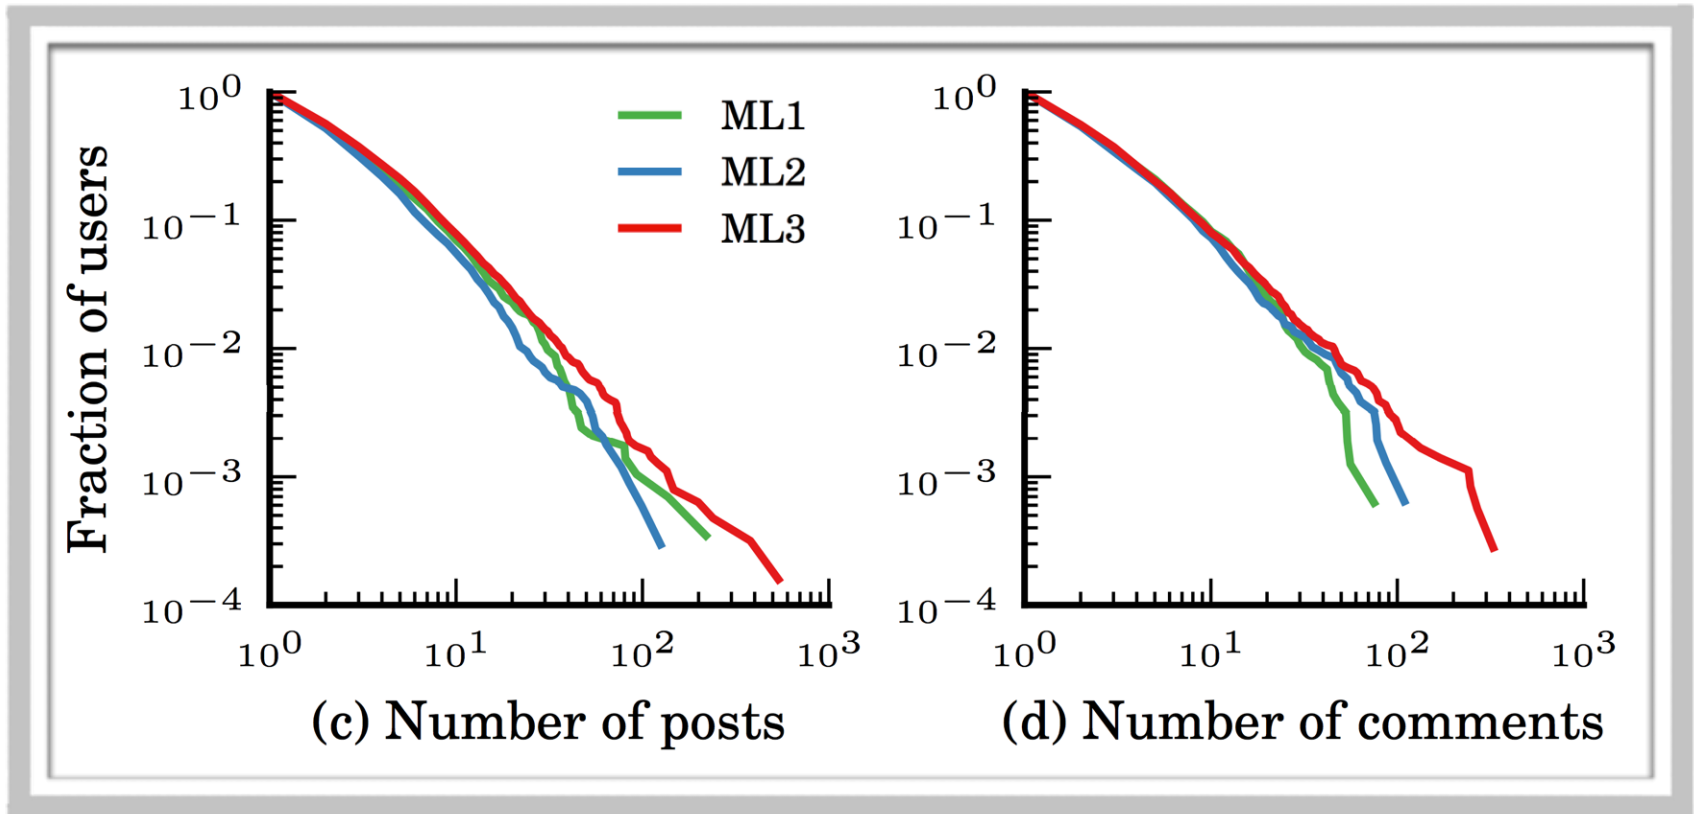 10^0
10^-1
10^-2
10^-3
10^-4
Fraction of users
ML1
ML2
ML3
10^0 10^1 10^2 10^3
(c) Number of posts
10^0
10^-1
10^-2
10^-3
10^-4
10^0 10^1 10^2 10^3
(d) Number of comments